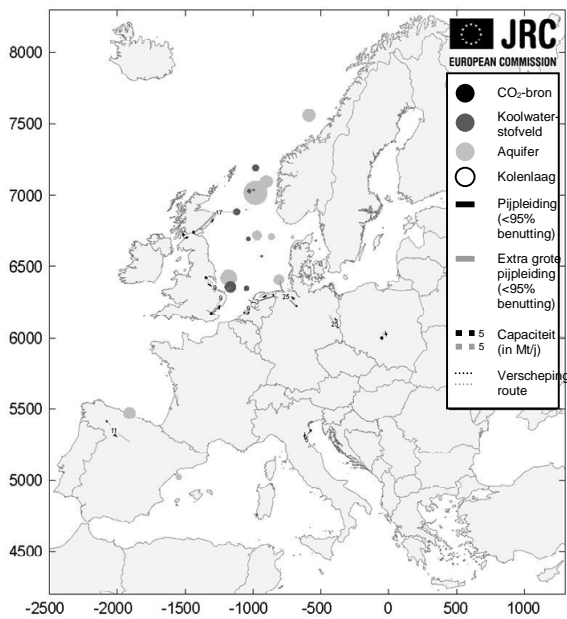 JRC
EUROPEAN COMMISSION
CO₂-bron
Koolwater-
stofveld
Aquifer
Kolenlaag
Pijpleiding
(<95%
benutting)
Extra grote
pijpleiding
(<95%
benutting)
5 Capaciteit
5 (in Mt/j)
Verscheping
route
8000
7500
7000
6500
6000
5500
5000
4500
-2500 -2000 -1500 -1000 -500 0 500 1000
17
9
25
11